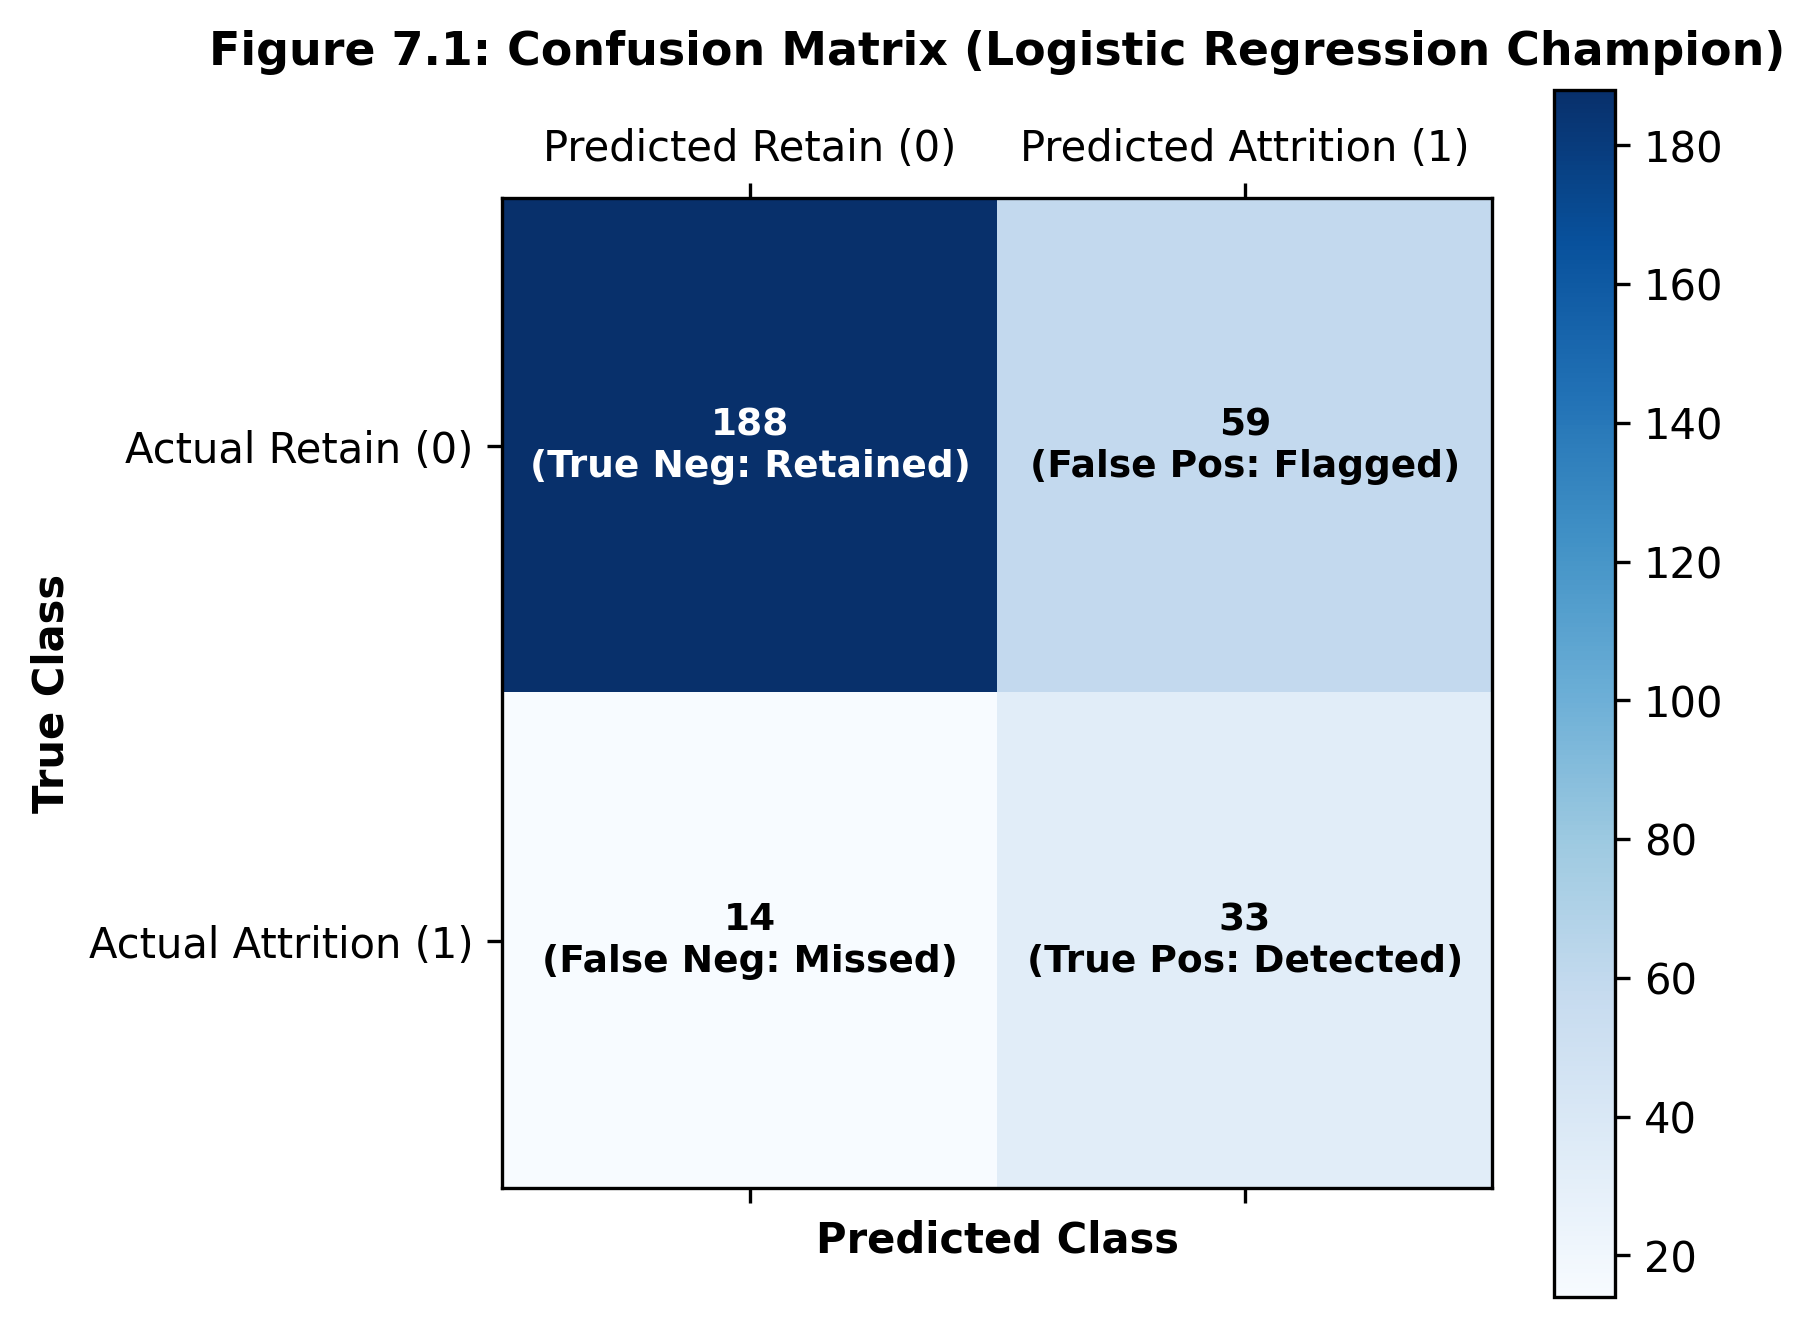 Figure 7.1: Confusion Matrix (Logistic Regression Champion)
Predicted Retain (0)
Predicted Attrition (1)
180
160
140
120
100
80
60
40
20
True Class
Actual Retain (0)
188
(True Neg: Retained)
59
(False Pos: Flagged)
Actual Attrition (1)
14
(False Neg: Missed)
33
(True Pos: Detected)
Predicted Class